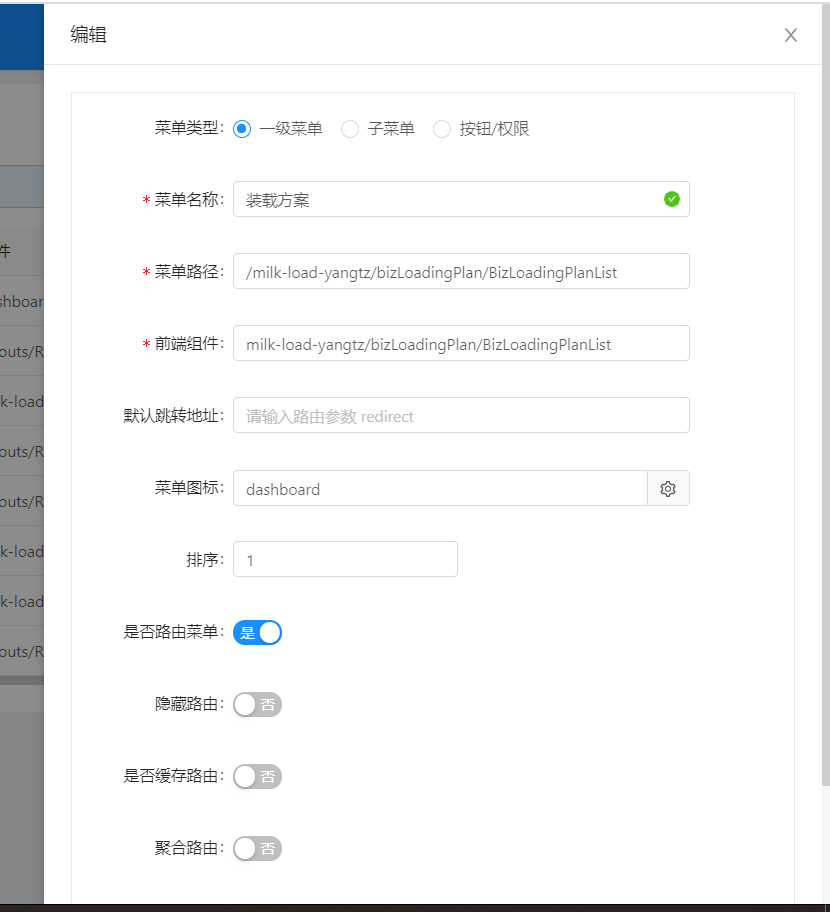 编辑
菜单类型： 一级菜单 子菜单 按钮/权限
* 菜单名称： 装载方案
件
* 菜单路径： /milk-load-yangtz/bizLoadingPlan/BizLoadingPlanList
shboar
* 前端组件： milk-load-yangtz/bizLoadingPlan/BizLoadingPlanList
outs/R
k-load
默认跳转地址： 请输入路由参数 redirect
outs/R
菜单图标： dashboard
outs/R
k-load
排序： 1
k-load
是否路由菜单： 是
outs/R
隐藏路由： 否
是否缓存路由： 否
聚合路由： 否